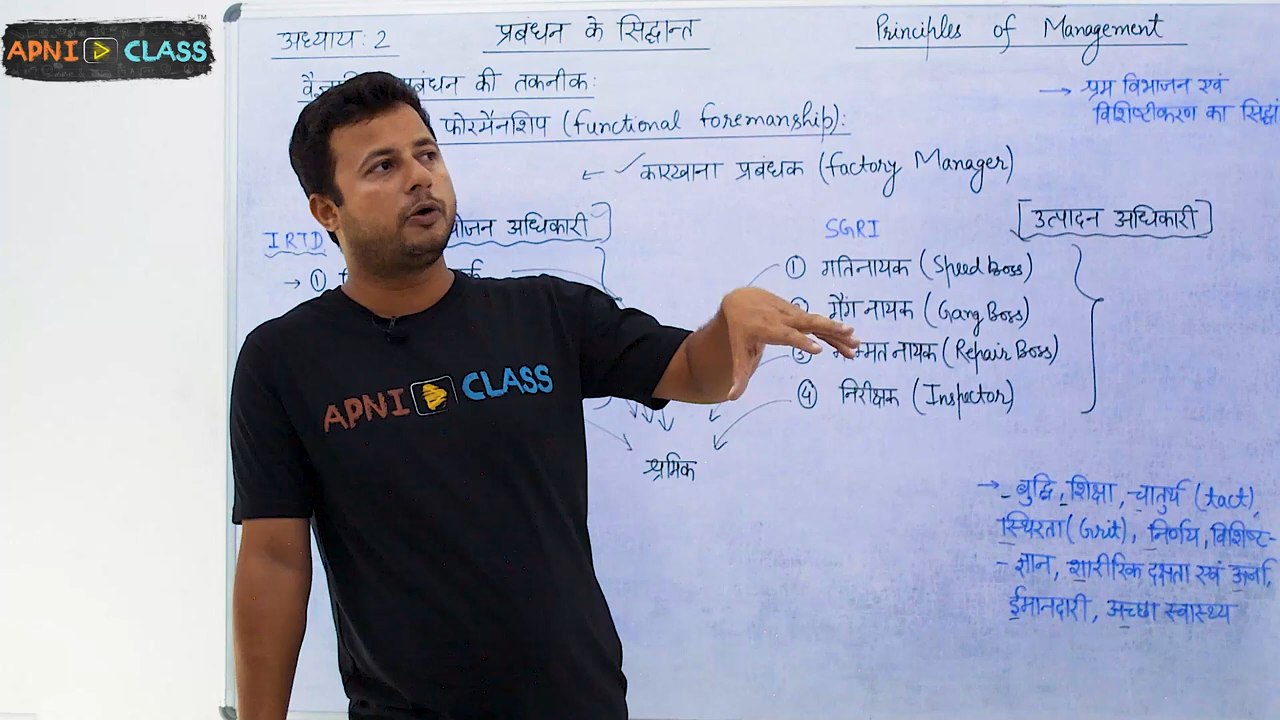 APNI CLASS
TM
अध्याय: 2
प्रबंधन के सिद्धान्त
Principles of Management
प्रबंधन की तकनीक:
→ श्रम विभाजन एवं
विशिष्टीकरण का
फोरमैनशिप (functional foremanship):
← ✓ कारखाना प्रबंधक (factory Manager)
IRTD
अधिकारी
SGRI
[उत्पादन अधिकारी]
→ ①
① गतिनायक (Speed Boss)
गैंग नायक (Gang Boss)
③ नायक (Repair Boss)
④ निरीक्षक (Inspector)
APNI CLASS
श्रमिक
→ बुद्धि, शिक्षा, चातुर्य (tact),
स्थिरता (Grit), निर्णय, विशिष्ट-
- ज्ञान, शारीरिक दक्षता एवं ऊर्जा,
ईमानदारी, अच्छा स्वास्थ्य